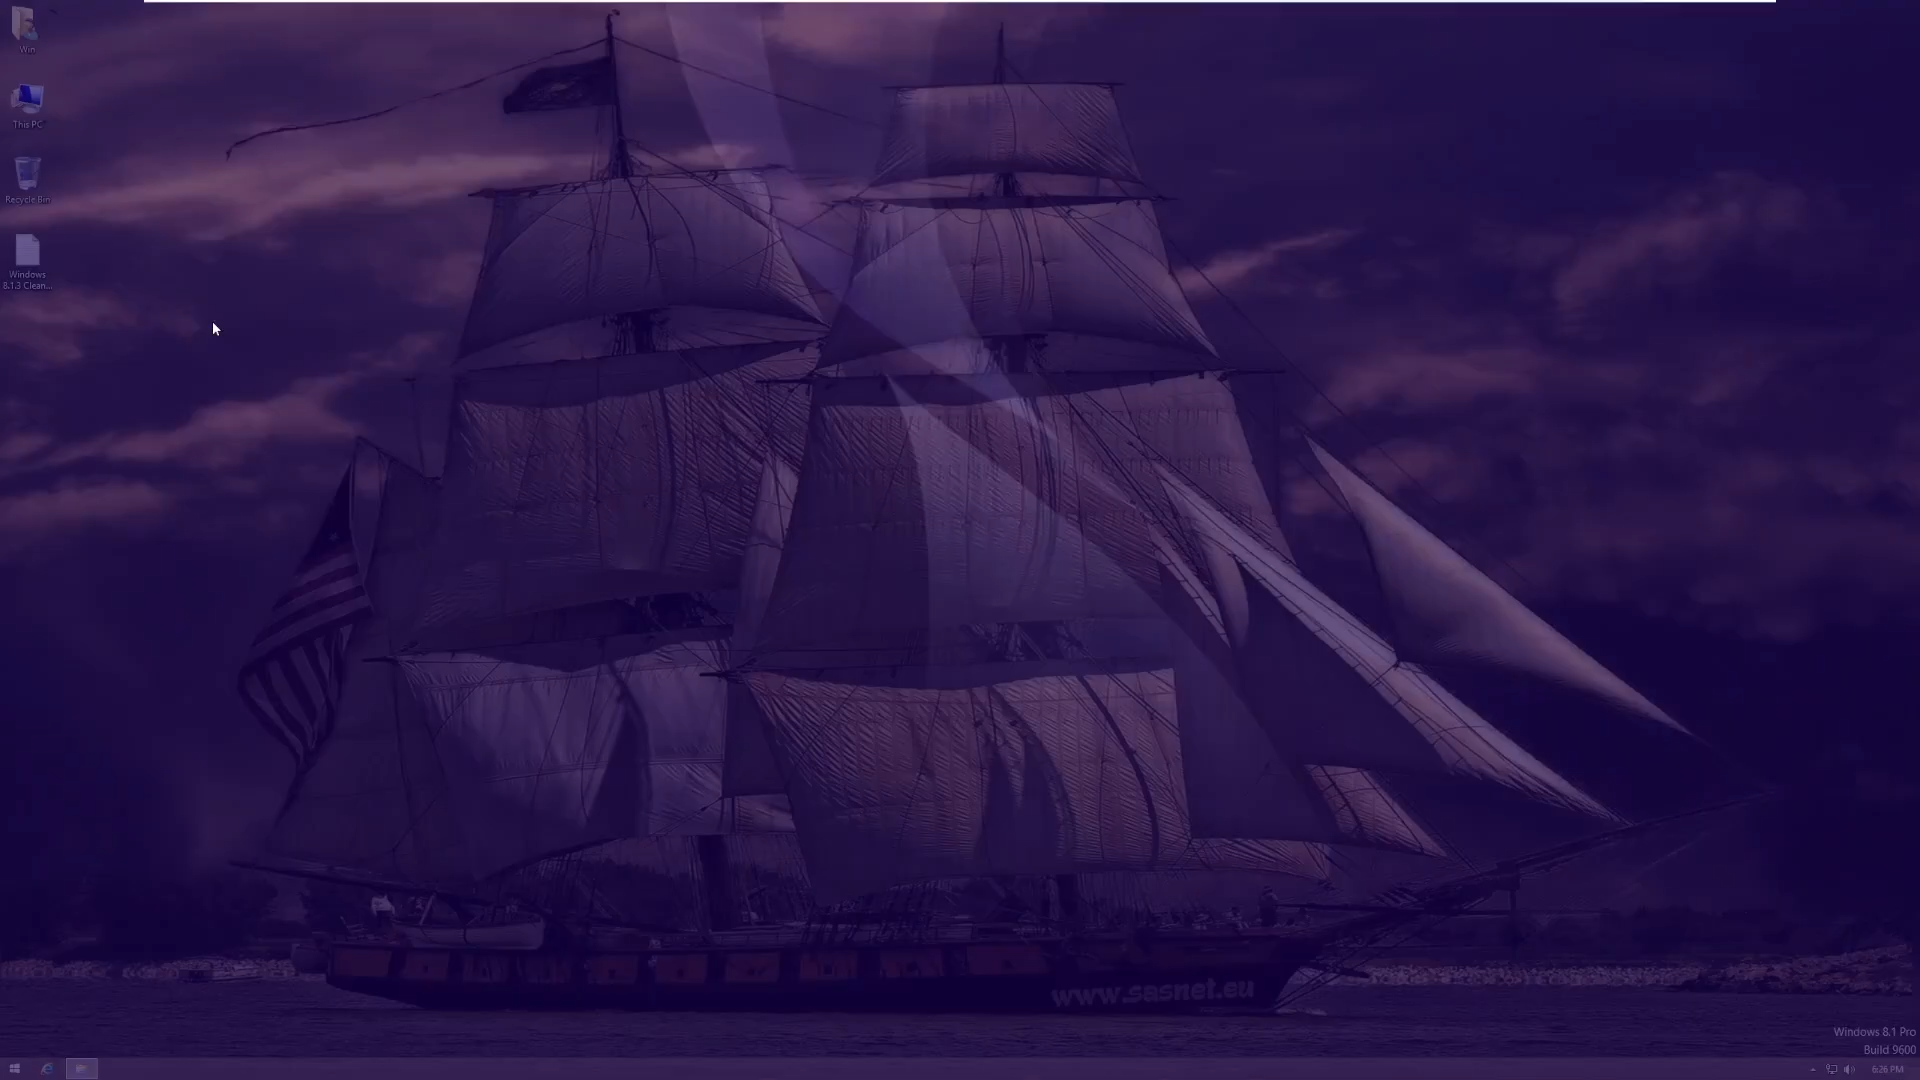 Win
This PC
Recycle Bin
Windows
8.1.3 Clean...
www.sasnet.eu
Windows 8.1 Pro
Build 9600
6:26 PM